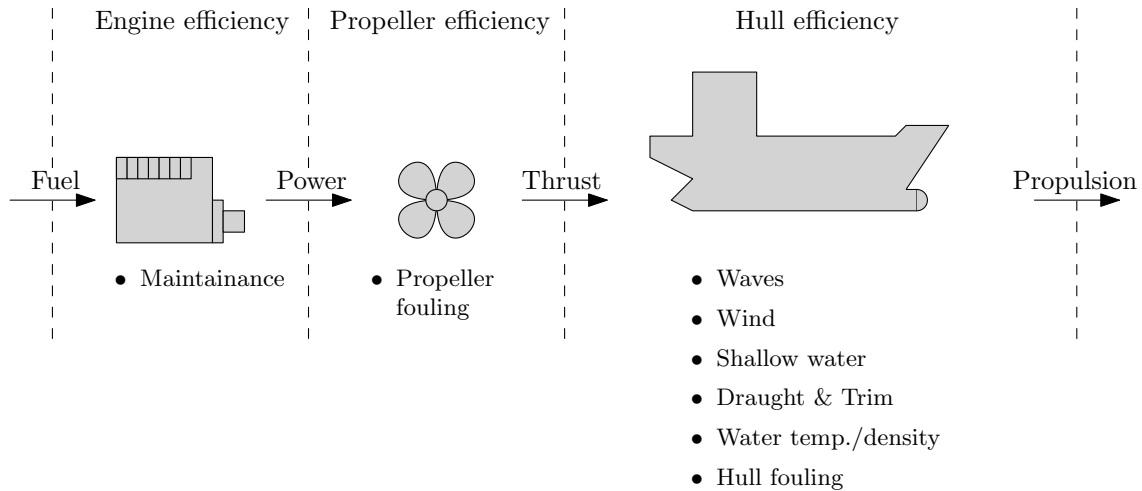 Engine efficiency
Propeller efficiency
Hull efficiency
Fuel
Power
Thrust
Propulsion
• Maintainance
• Propeller
fouling
• Waves
• Wind
• Shallow water
• Draught & Trim
• Water temp./density
• Hull fouling